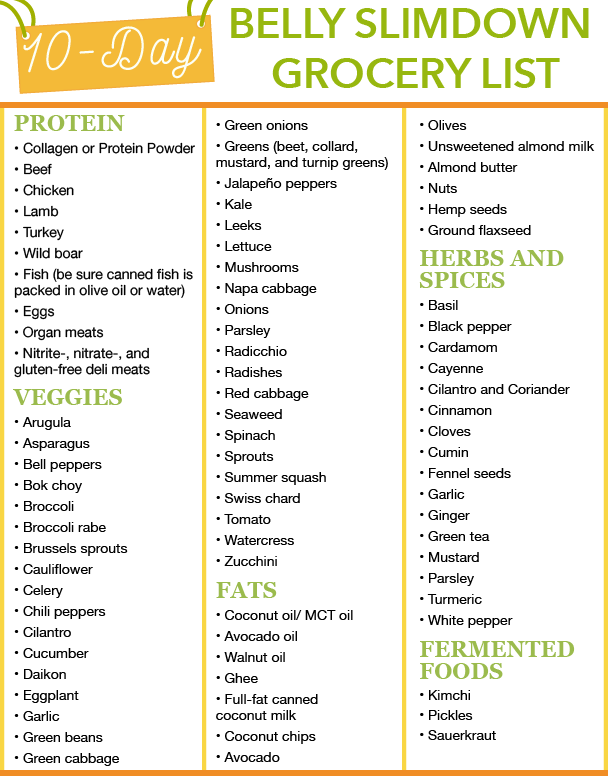 10-Day
BELLY SLIMDOWN
GROCERY LIST
PROTEIN
• Collagen or Protein Powder
• Beef
• Chicken
• Lamb
• Turkey
• Wild boar
• Fish (be sure canned fish is
packed in olive oil or water)
• Eggs
• Organ meats
• Nitrite-, nitrate-, and
gluten-free deli meats
VEGGIES
• Arugula
• Asparagus
• Bell peppers
• Bok choy
• Broccoli
• Broccoli rabe
• Brussels sprouts
• Cauliflower
• Celery
• Chili peppers
• Cilantro
• Cucumber
• Daikon
• Eggplant
• Garlic
• Green beans
• Green cabbage
• Green onions
• Greens (beet, collard,
mustard, and turnip greens)
• Jalapeño peppers
• Kale
• Leeks
• Lettuce
• Mushrooms
• Napa cabbage
• Onions
• Parsley
• Radicchio
• Radishes
• Red cabbage
• Seaweed
• Spinach
• Sprouts
• Summer squash
• Swiss chard
• Tomato
• Watercress
• Zucchini
FATS
• Coconut oil/ MCT oil
• Avocado oil
• Walnut oil
• Ghee
• Full-fat canned
coconut milk
• Coconut chips
• Avocado
• Olives
• Unsweetened almond milk
• Almond butter
• Nuts
• Hemp seeds
• Ground flaxseed
HERBS AND
SPICES
• Basil
• Black pepper
• Cardamom
• Cayenne
• Cilantro and Coriander
• Cinnamon
• Cloves
• Cumin
• Fennel seeds
• Garlic
• Ginger
• Green tea
• Mustard
• Parsley
• Turmeric
• White pepper
FERMENTED
FOODS
• Kimchi
• Pickles
• Sauerkraut